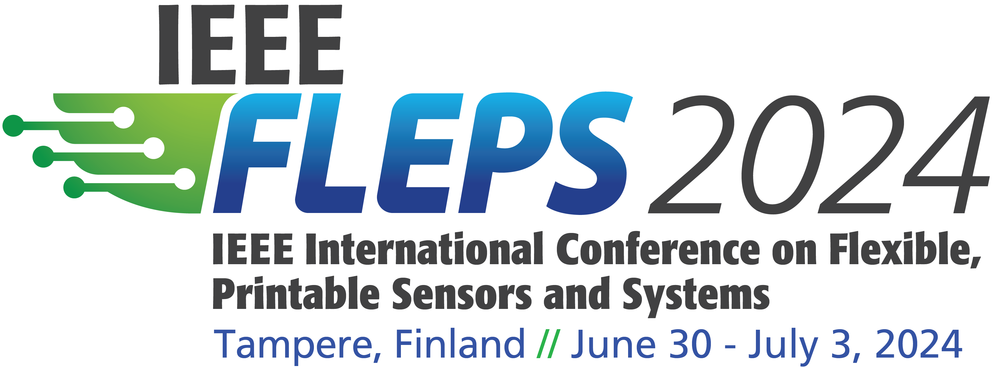 IEEE
FLEPS 2024
IEEE International Conference on Flexible,
Printable Sensors and Systems
Tampere, Finland // June 30 - July 3, 2024